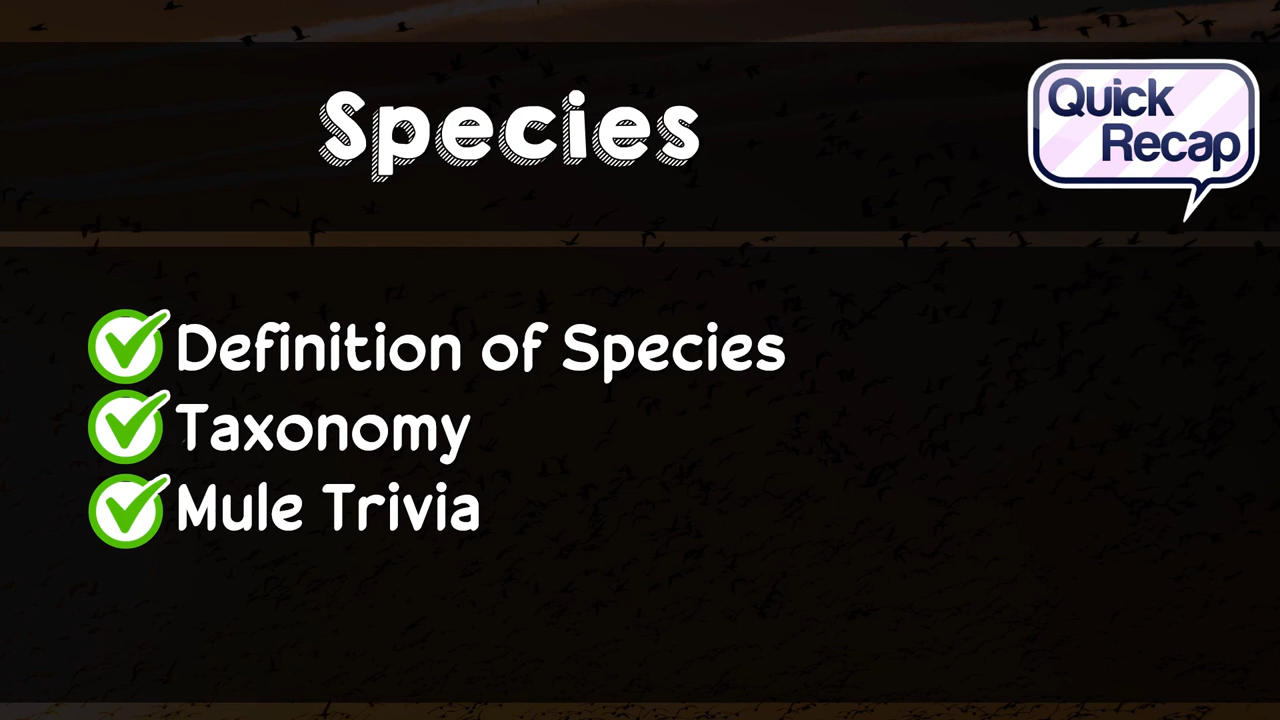 Species
Quick
Recap
Definition of Species
Taxonomy
Mule Trivia